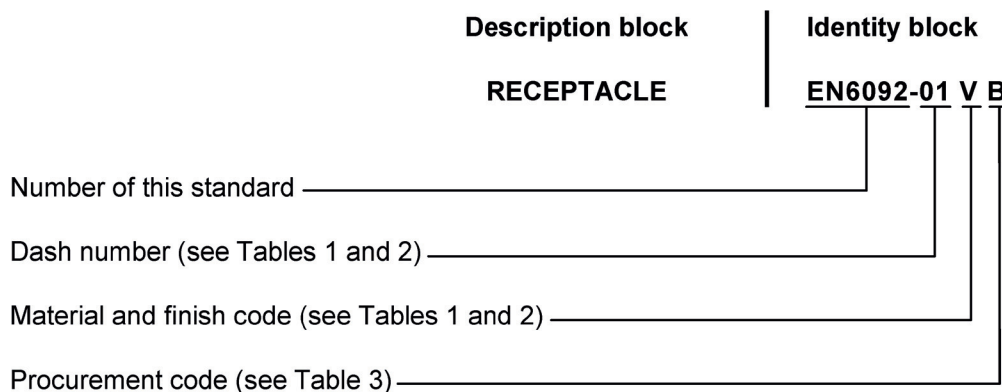 Description block Identity block
RECEPTACLE EN6092-01 V B
Number of this standard
Dash number (see Tables 1 and 2)
Material and finish code (see Tables 1 and 2)
Procurement code (see Table 3)